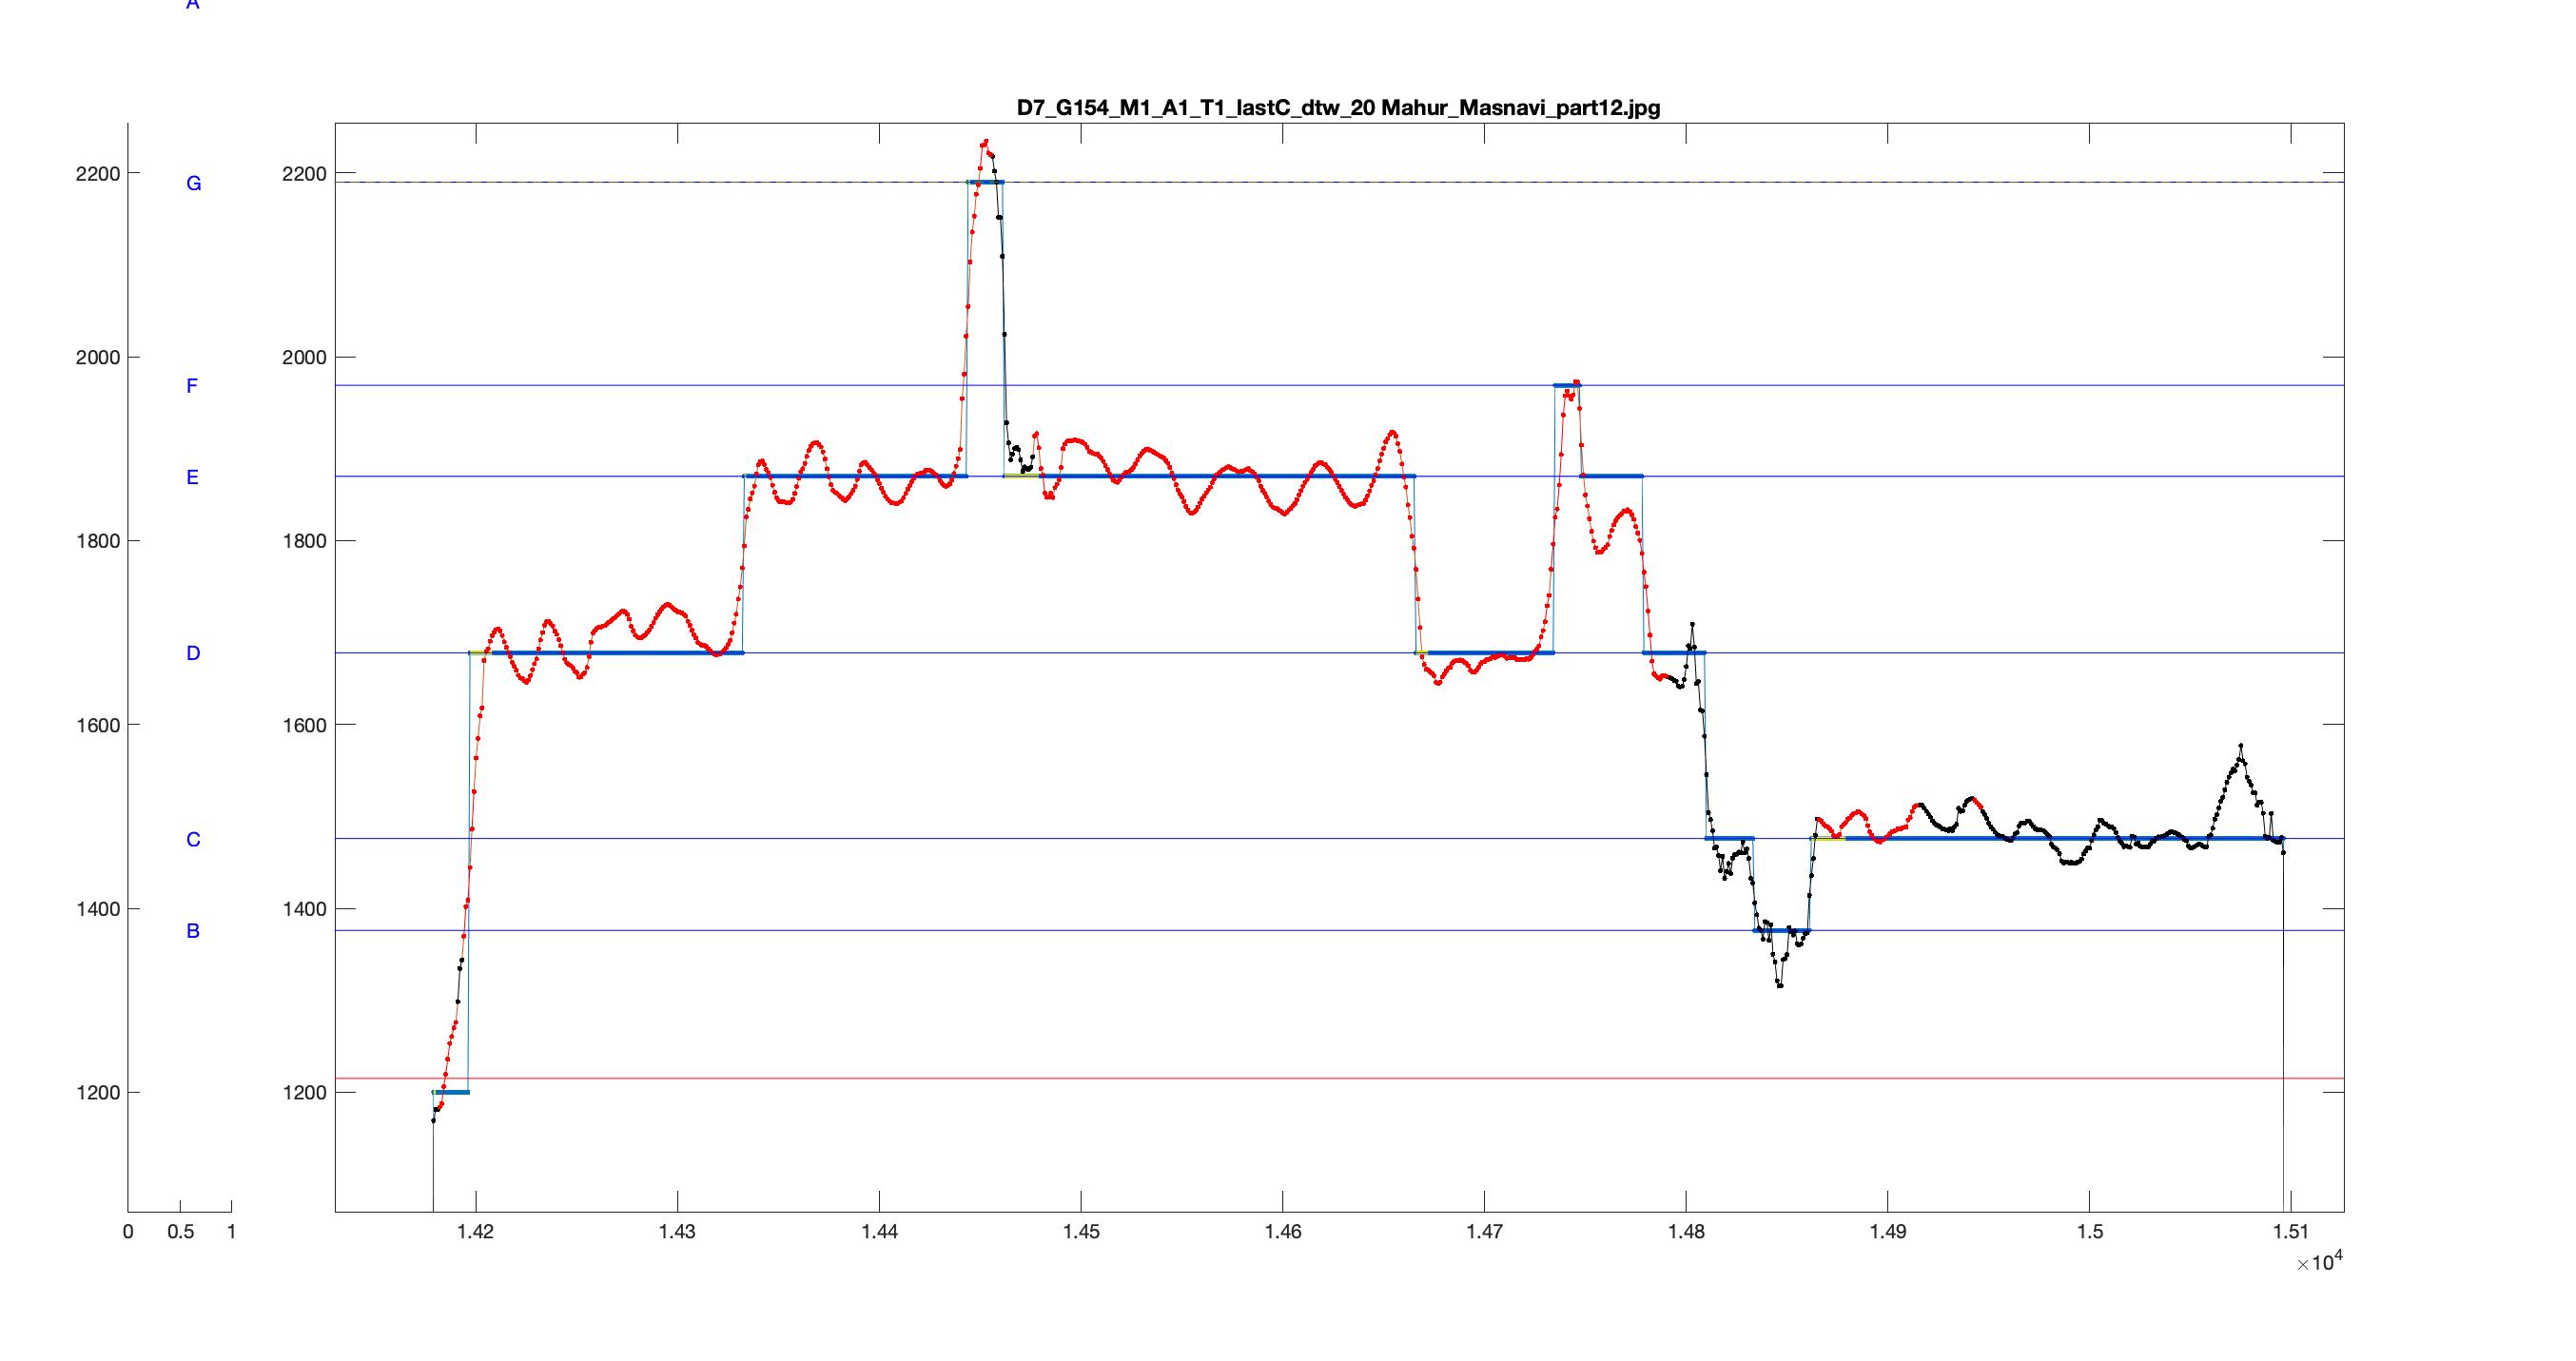 A
D7_G154_M1_A1_T1_lastC_dtw_20 Mahur_Masnavi_part12.jpg
2200 G 2200
2000 2000
F
E
1800 1800
D
1600 1600
C
1400 1400
B
1200 1200
0 0.5 1 1.42 1.43 1.44 1.45 1.46 1.47 1.48 1.49 1.5 1.51
×10⁴